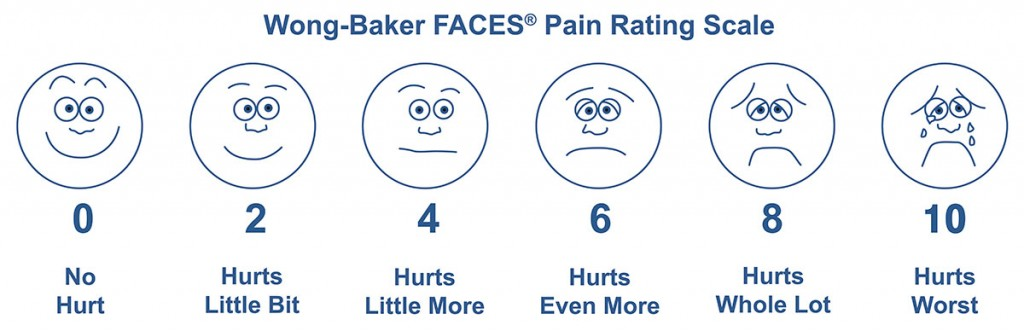 Wong-Baker FACES® Pain Rating Scale
0 2 4 6 8 10
No Hurts Hurts Hurts Hurts Hurts
Hurt Little Bit Little More Even More Whole Lot Worst